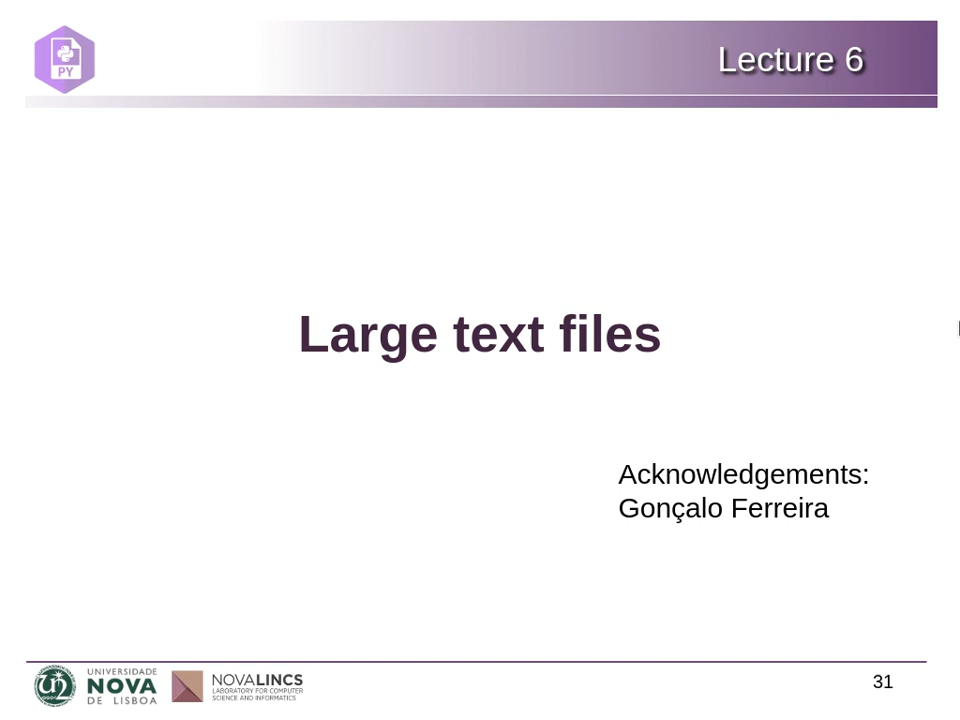 PY
Lecture 6
Large text files
Acknowledgements:
Gonçalo Ferreira
UNIVERSIDADE
NOVA
DE LISBOA
NOVALINCS
LABORATORY FOR COMPUTER
SCIENCE AND INFORMATICS
31